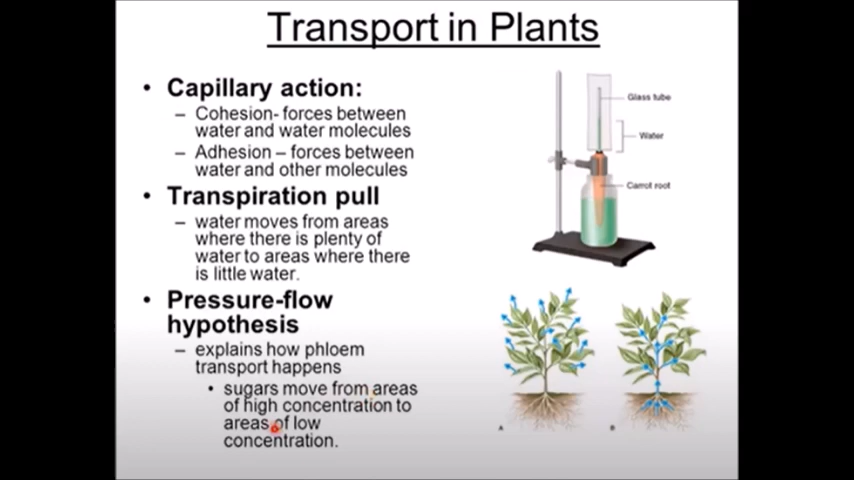 Transport in Plants
• Capillary action:
– Cohesion- forces between
water and water molecules
– Adhesion – forces between
water and other molecules
• Transpiration pull
– water moves from areas
where there is plenty of
water to areas where there
is little water.
• Pressure-flow
hypothesis
– explains how phloem
transport happens
• sugars move from areas
of high concentration to
areas of low
concentration.
Glass tube
Water
Carrot root
A
B